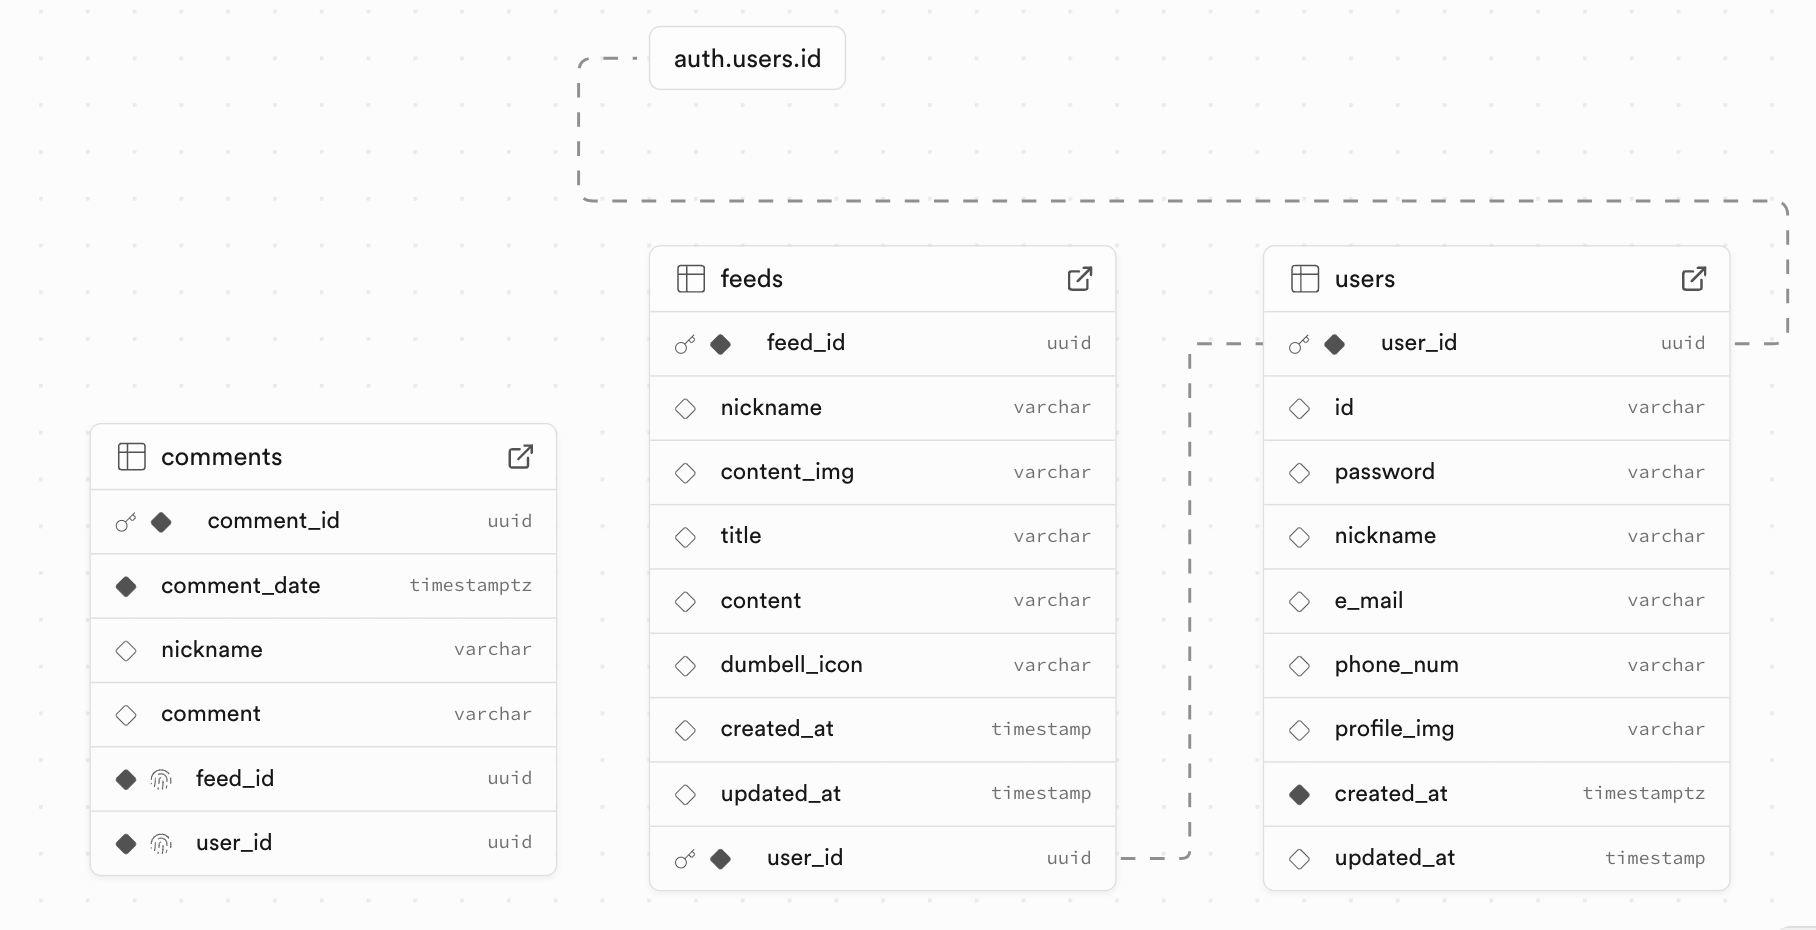 auth.users.id
comments
comment_id uuid
comment_date timestamptz
nickname varchar
comment varchar
feed_id uuid
user_id uuid
feeds
feed_id uuid
nickname varchar
content_img varchar
title varchar
content varchar
dumbell_icon varchar
created_at timestamp
updated_at timestamp
user_id uuid
users
user_id uuid
id varchar
password varchar
nickname varchar
e_mail varchar
phone_num varchar
profile_img varchar
created_at timestamptz
updated_at timestamp